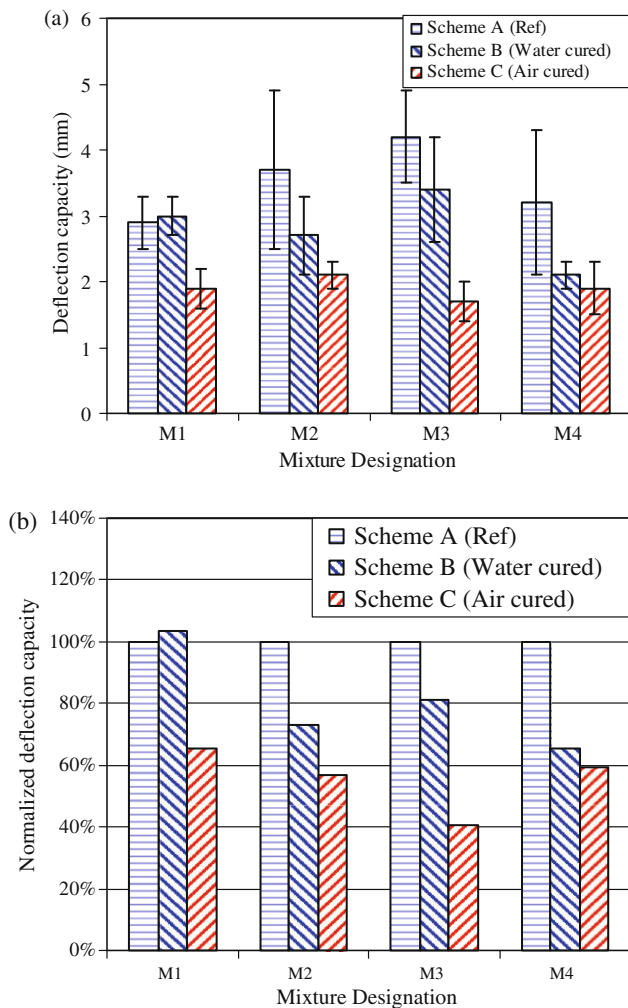 (a)
6
5
4
3
2
1
0
Deflection capacity (mm)
Scheme A (Ref)
Scheme B (Water cured)
Scheme C (Air cured)
M1 M2 M3 M4
Mixture Designation
(b)
140%
120%
100%
80%
60%
40%
20%
0%
Normalized deflection capacity
Scheme A (Ref)
Scheme B (Water cured)
Scheme C (Air cured)
M1 M2 M3 M4
Mixture Designation